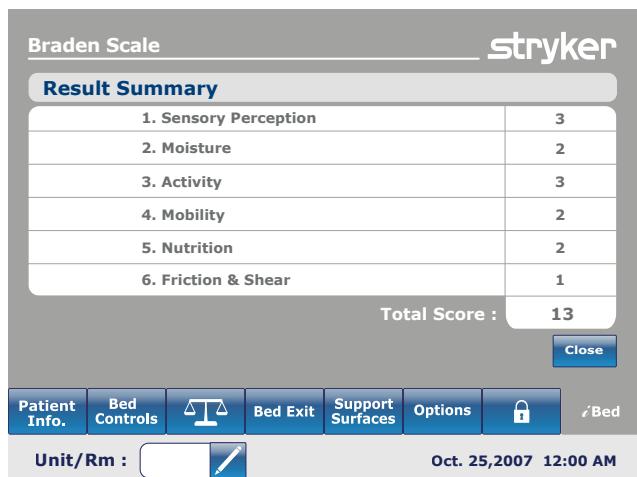 Braden Scale stryker
Result Summary
1. Sensory Perception 3
2. Moisture 2
3. Activity 3
4. Mobility 2
5. Nutrition 2
6. Friction & Shear 1
Total Score : 13
Close
Patient Info. Bed Controls Bed Exit Support Surfaces Options iBed
Unit/Rm : Oct. 25,2007 12:00 AM